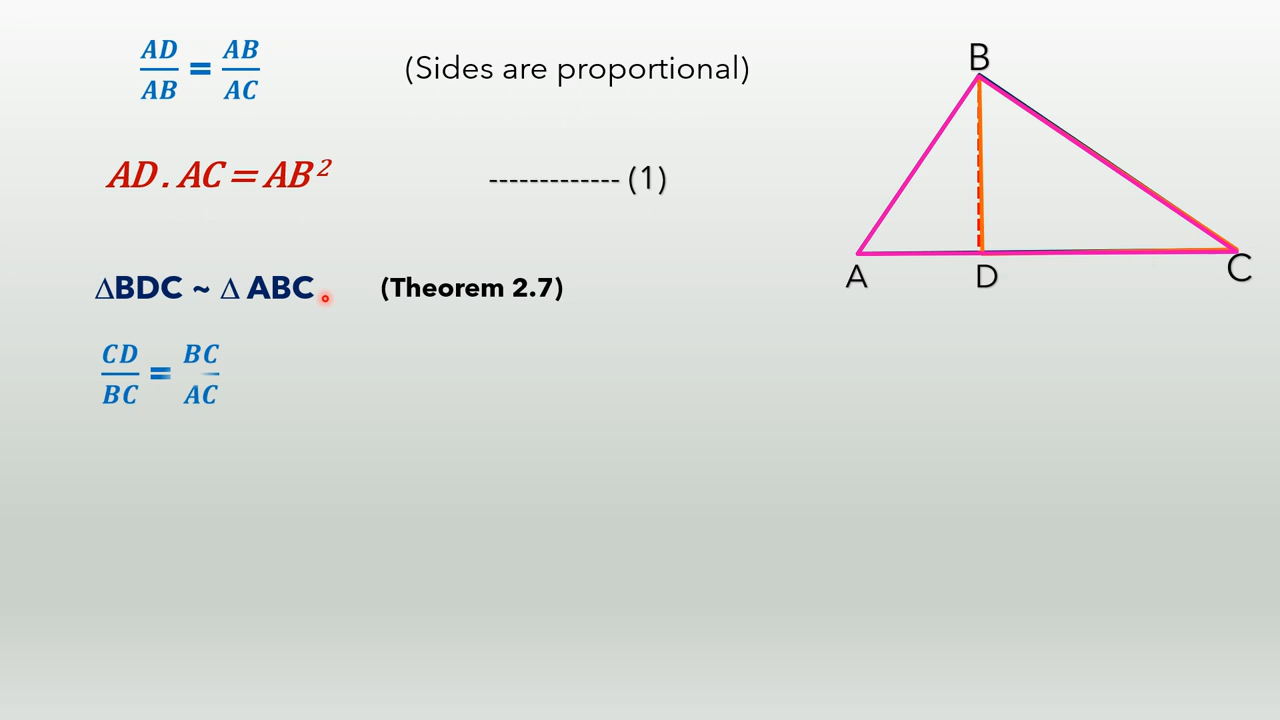 AD/AB = AB/AC (Sides are proportional)
AD . AC = AB² ------------- (1)
∆BDC ~ ∆ ABC (Theorem 2.7)
CD/BC = BC/AC
B
A
D
C